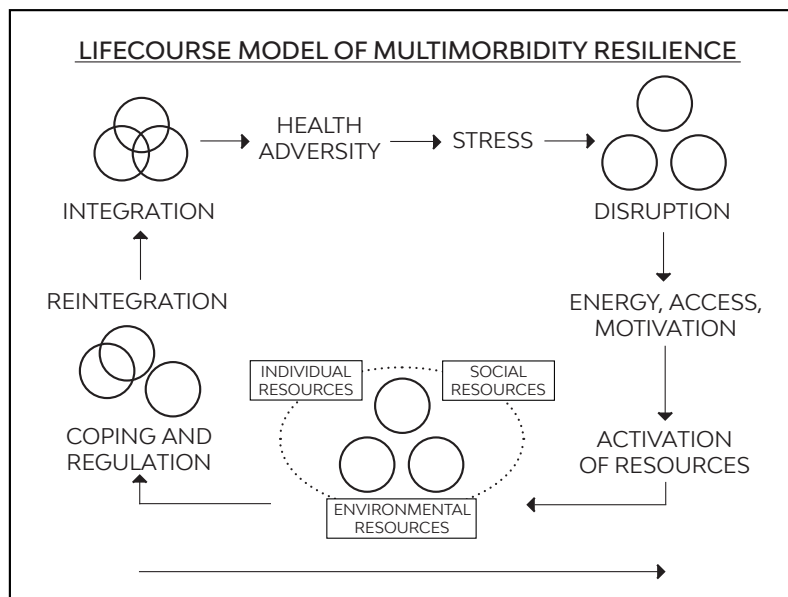 LIFECOURSE MODEL OF MULTIMORBIDITY RESILIENCE
INTEGRATION
HEALTH
ADVERSITY
STRESS
DISRUPTION
ENERGY, ACCESS,
MOTIVATION
ACTIVATION
OF RESOURCES
INDIVIDUAL
RESOURCES
SOCIAL
RESOURCES
ENVIRONMENTAL
RESOURCES
COPING AND
REGULATION
REINTEGRATION